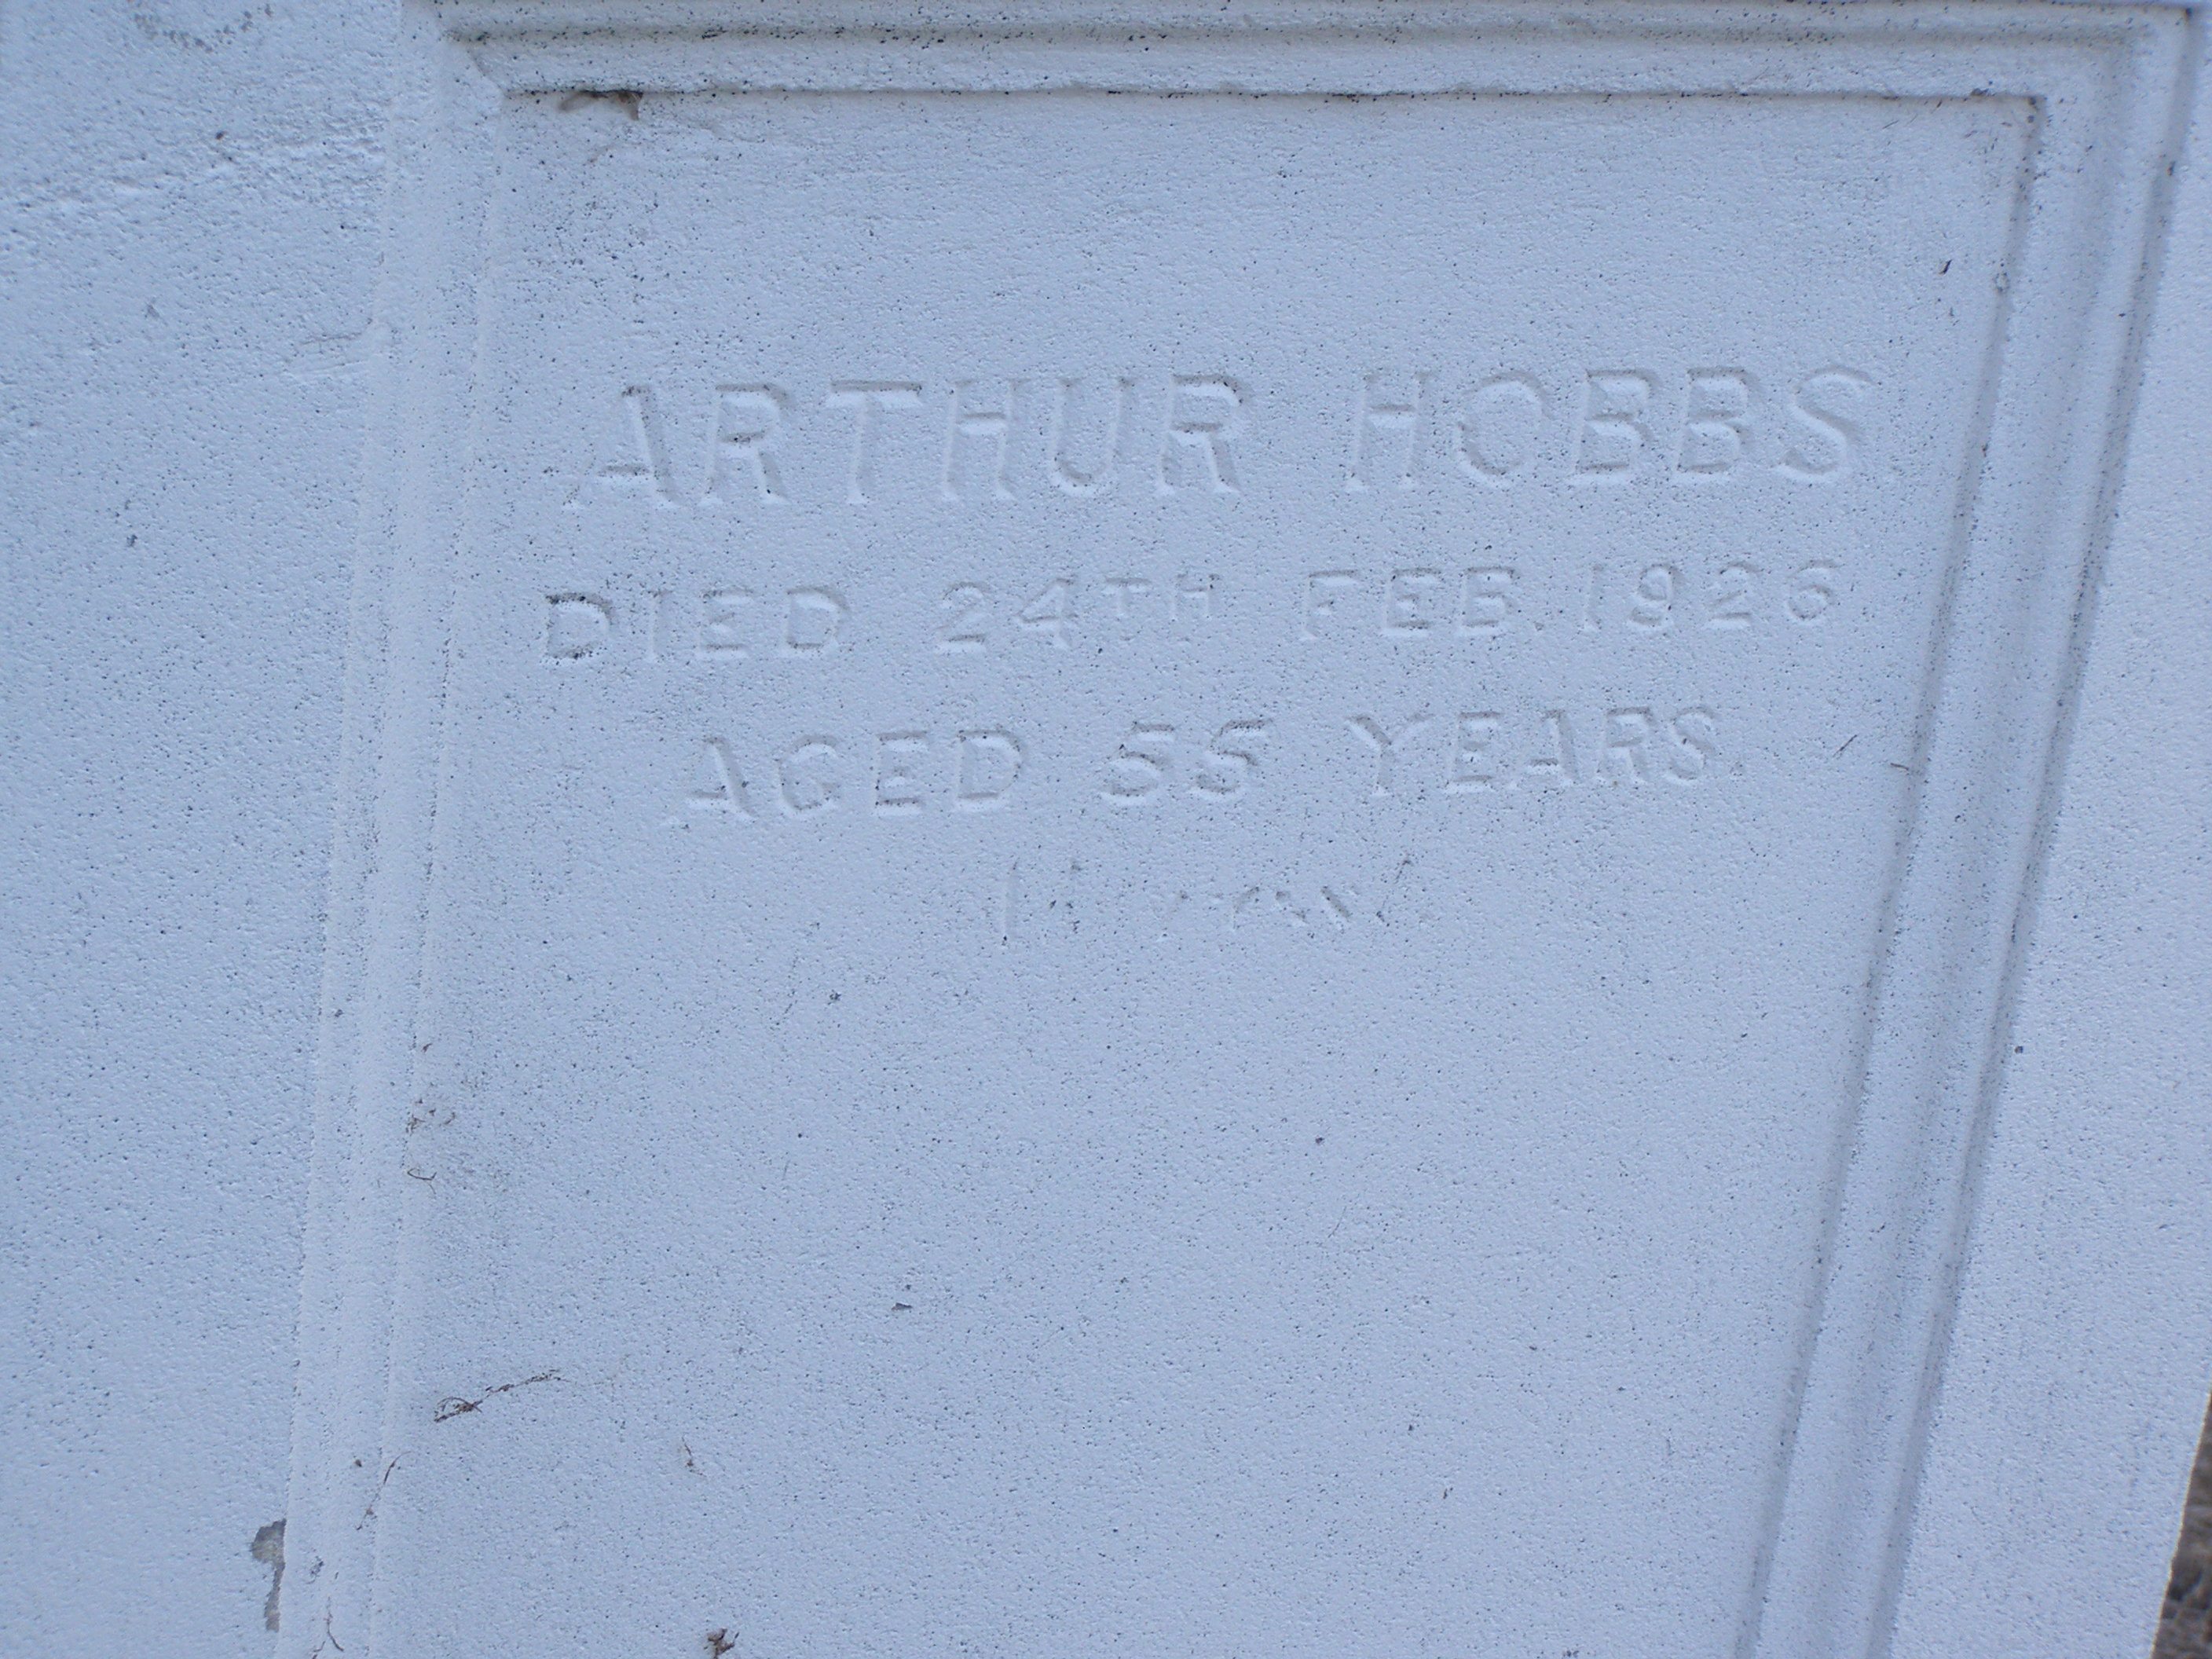 ARTHUR HOBBS.
DIED 24TH FEB. 1926
AGED 55 YEARS.